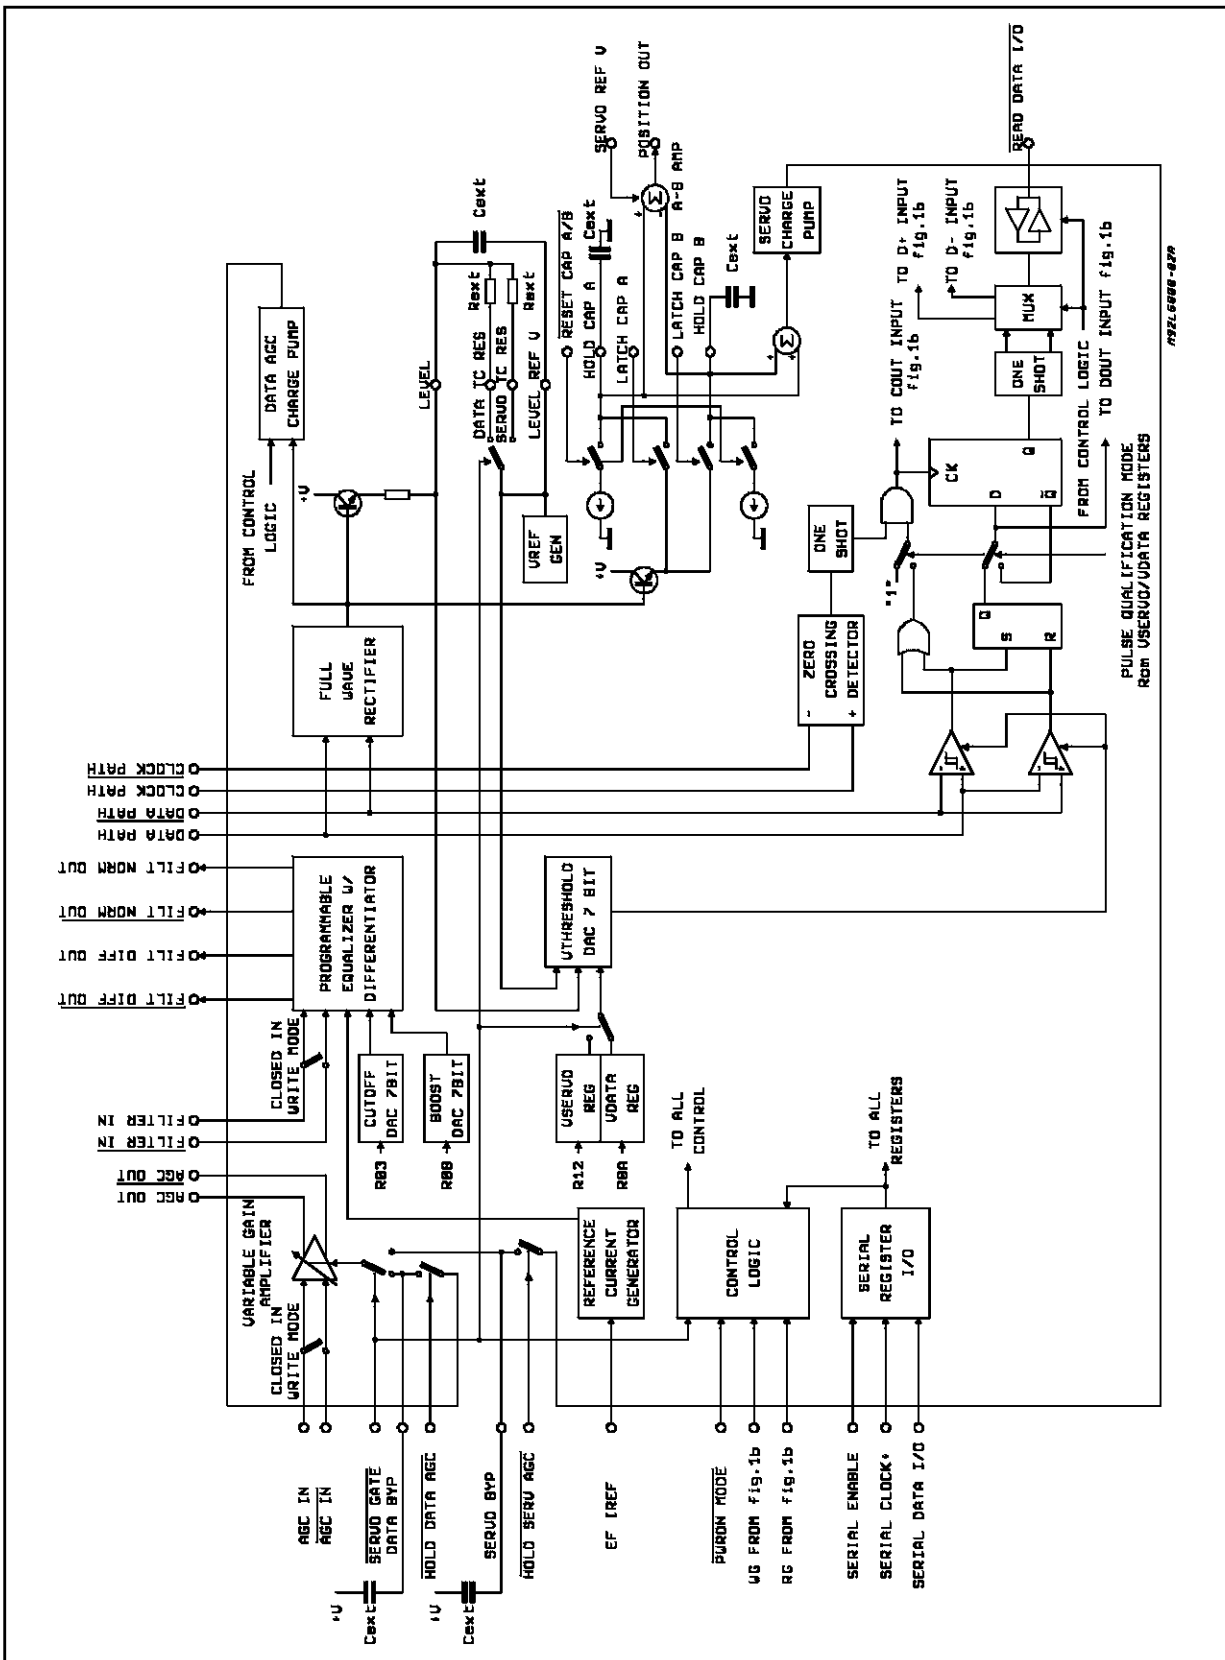 AGC IN
AGC IN
SERVO GATE
DATA BYP
HOLD DATA AGC
SERVO BYP
HOLD SERV AGC
EF IREF
PWRON MODE
WG FROM fig.1b
RG FROM fig.1b
SERIAL ENABLE
SERIAL CLOCK
SERIAL DATA I/O
+V
Cext
+V
Cext
CLOSED IN
WRITE MODE
VARIABLE GAIN
AMPLIFIER
REFERENCE
CURRENT
GENERATOR
CONTROL
LOGIC
SERIAL
REGISTER
I/O
TO ALL
CONTROL
TO ALL
REGISTERS
AGC OUT
AGC OUT
FILTER IN
FILTER IN
FILT DIFF OUT
FILT DIFF OUT
FILT NORM OUT
FILT NORM OUT
DATA PATH
DATA PATH
CLOCK PATH
CLOCK PATH
CLOSED IN
WRITE MODE
R03
CUTOFF
DAC 7BIT
R08
BOOST
DAC 7BIT
R12
VSERVO
REG
R0A
VDATA
REG
PROGRAMMABLE
EQUALIZER W/
DIFFERENTIATOR
VTHRESHOLD
DAC 7 BIT
FULL
WAVE
RECTIFIER
FROM CONTROL
LOGIC
DATA AGC
CHARGE PUMP
+V
LEVEL
DATA TC RES
SERVO TC RES
LEVEL REF V
Rext
Rext
Cext
VREF
GEN
+V
RESET CAP A/B
HOLD CAP A
Cext
LATCH CAP A
LATCH CAP B
HOLD CAP B
Cext
A-B AMP
SERVO REF V
POSITION OUT
Σ
+
-
Σ
+
+
SERVO
CHARGE
PUMP
ZERO
CROSSING
DETECTOR
-
+
ONE
SHOT
"1"
Q
S
R
CK
D
Q
Q
ONE
SHOT
MUX
TO COUT INPUT
fig.1b
TO D+ INPUT
fig.1b
TO D- INPUT
fig.1b
READ DATA I/O
FROM CONTROL LOGIC
TO DOUT INPUT fig.1b
PULSE QUALIFICATION MODE
Rom VSERVO/VDATA REGISTERS